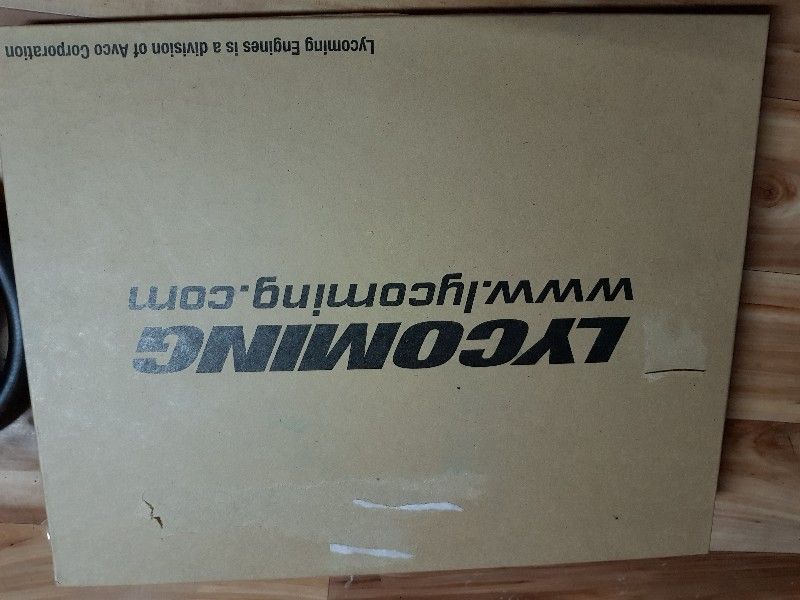 LYCOMING
www.lycoming.com
Lycoming Engines is a division of Avco Corporation